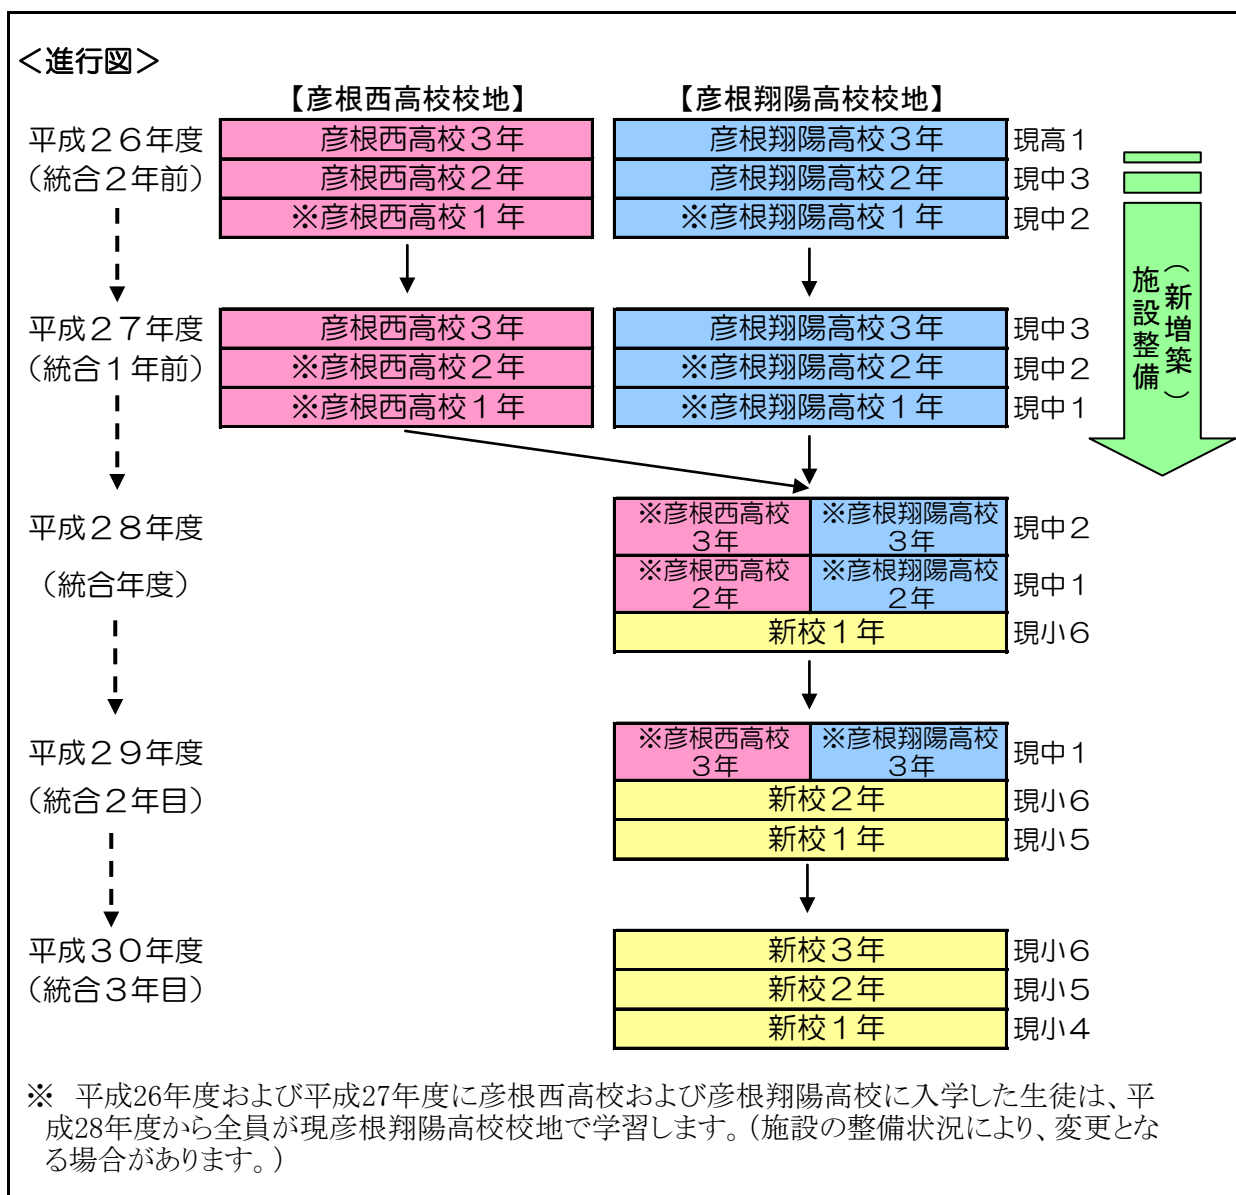 ＜進行図＞
【彦根西高校校地】
【彦根翔陽高校校地】
平成２６年度
（統合２年前）
彦根西高校３年
彦根翔陽高校３年
現高１
彦根西高校２年
彦根翔陽高校２年
現中３
※彦根西高校１年
※彦根翔陽高校１年
現中２
（新増築）
施設整備
平成２７年度
（統合１年前）
彦根西高校３年
彦根翔陽高校３年
現中３
※彦根西高校２年
※彦根翔陽高校２年
現中２
※彦根西高校１年
※彦根翔陽高校１年
現中１
平成２８年度
（統合年度）
※彦根西高校
３年
※彦根翔陽高校
３年
現中２
※彦根西高校
２年
※彦根翔陽高校
２年
現中１
新校１年
現小６
平成２９年度
（統合２年目）
※彦根西高校
３年
※彦根翔陽高校
３年
現中１
新校２年
現小６
新校１年
現小５
平成３０年度
（統合３年目）
新校３年
現小６
新校２年
現小５
新校１年
現小４
※　平成26年度および平成27年度に彦根西高校および彦根翔陽高校に入学した生徒は、平
成28年度から全員が現彦根翔陽高校校地で学習します。（施設の整備状況により、変更とな
る場合があります。）